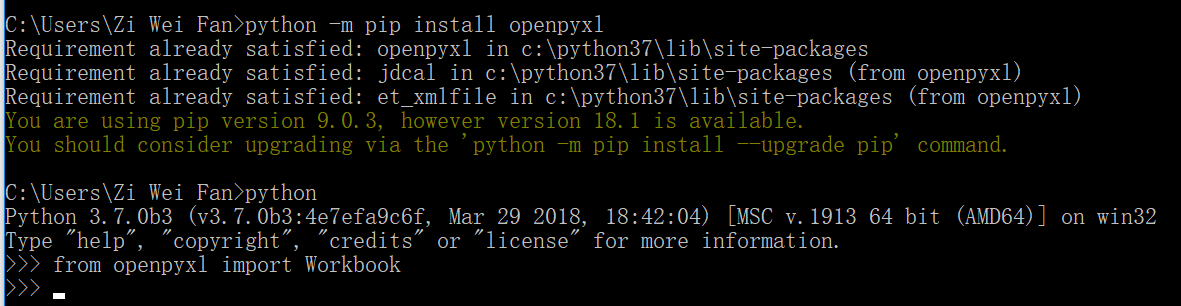 C:\Users\Zi Wei Fan>python -m pip install openpyxl
Requirement already satisfied: openpyxl in c:\python37\lib\site-packages
Requirement already satisfied: jdcal in c:\python37\lib\site-packages (from openpyxl)
Requirement already satisfied: et_xmlfile in c:\python37\lib\site-packages (from openpyxl)
You are using pip version 9.0.3, however version 18.1 is available.
You should consider upgrading via the 'python -m pip install --upgrade pip' command.
C:\Users\Zi Wei Fan>python
Python 3.7.0b3 (v3.7.0b3:4e7efa9c6f, Mar 29 2018, 18:42:04) [MSC v.1913 64 bit (AMD64)] on win32
Type "help", "copyright", "credits" or "license" for more information.
>>> from openpyxl import Workbook
>>>